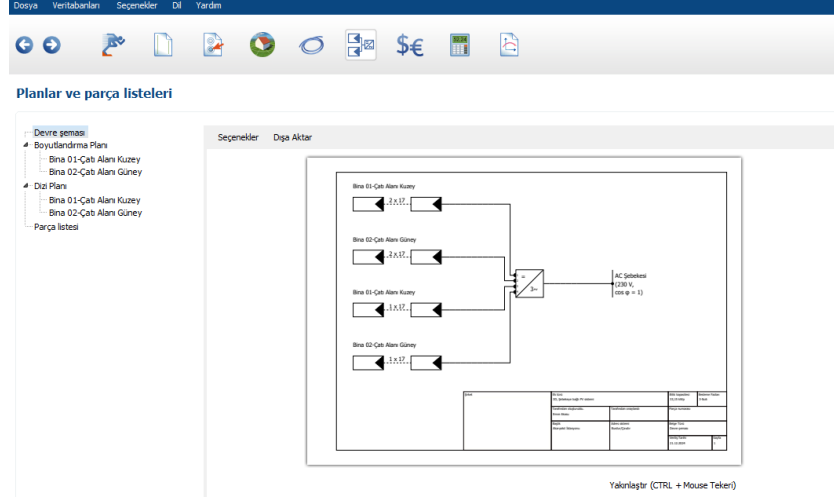 Dosya Veritabanları Seçenekler Dil Yardım
$€
Planlar ve parça listeleri
Devre şeması
Boyutlandırma Planı
Bina 01-Çatı Alanı Kuzey
Bina 02-Çatı Alanı Güney
Dizi Planı
Bina 01-Çatı Alanı Kuzey
Bina 02-Çatı Alanı Güney
Parça listesi
Seçenekler Dışa Aktar
Bina 01-Çatı Alanı Kuzey
2 x 17
Bina 02-Çatı Alanı Güney
2 x 17
Bina 01-Çatı Alanı Kuzey
1 x 17
Bina 02-Çatı Alanı Güney
1 x 17
=
3~
AC Şebekesi
(230 V,
cos φ = 1)
Yakınlaştır (CTRL + Mouse Tekeri)